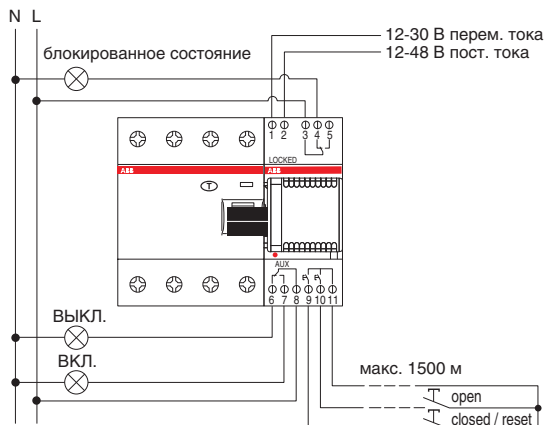 N L
12-30 В перем. тока
12-48 В пост. тока
блокированное состояние
1 2 3 4 5
LOCKED
ABB ABB
T
AUX
6 7 8 9 10 11
ВЫКЛ.
ВКЛ.
макс. 1500 м
open
closed / reset